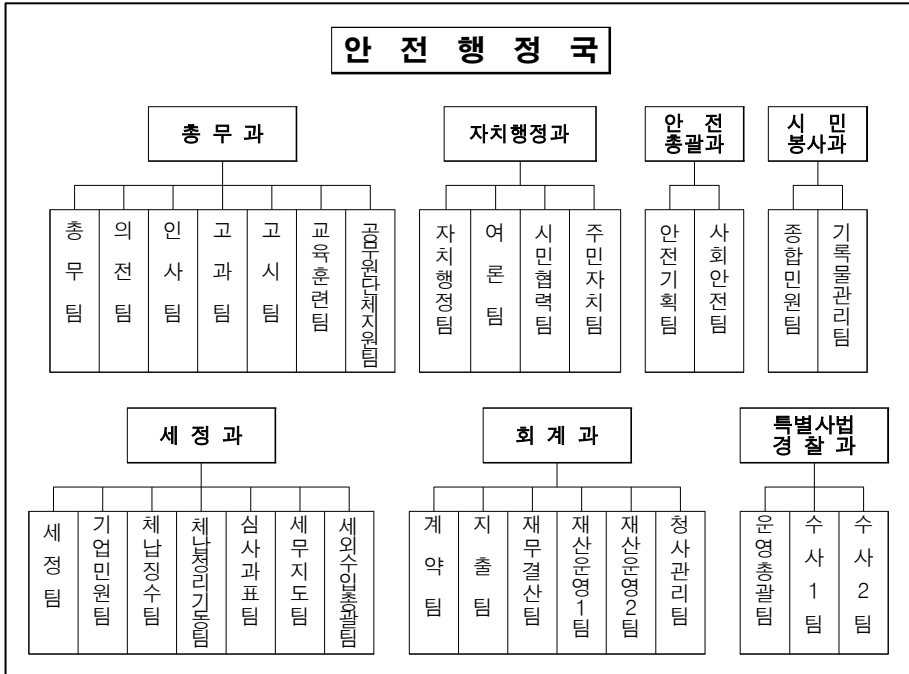 안 전 행 정 국
총 무 과
자치행정과
안 전
총괄과
시 민
봉사과
총무팀
의전팀
인사팀
고과팀
고시팀
교육훈련팀
공무원단체지원팀
자치행정팀
여론팀
시민협력팀
주민자치팀
안전기획팀
사회안전팀
종합민원팀
기록물관리팀
세 정 과
회 계 과
특별사법
경 찰 과
세정팀
기업민원팀
체납징수팀
체납정리기동팀
심사과표팀
세무지도팀
세외수입총괄팀
계약팀
지출팀
재무결산팀
재산운영1팀
재산운영2팀
청사관리팀
운영총괄팀
수사1팀
수사2팀